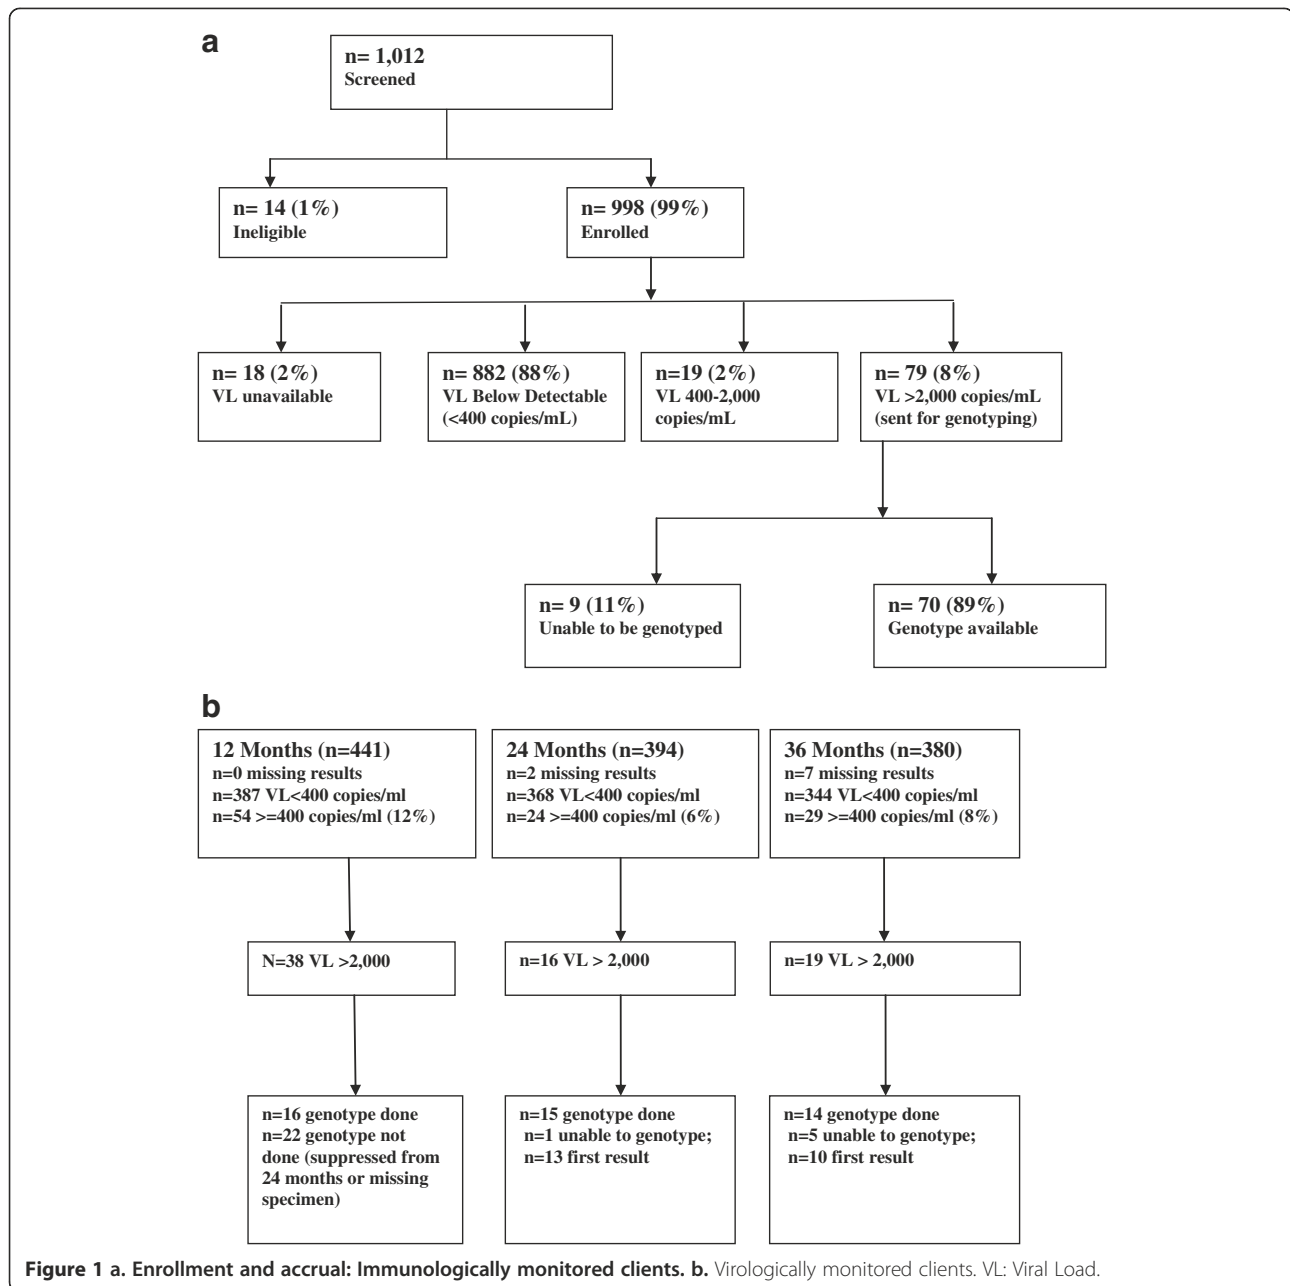 a
n= 1,012
Screened
n= 14 (1%)
Ineligible
n= 998 (99%)
Enrolled
n= 18 (2%)
VL unavailable
n= 882 (88%)
VL Below Detectable
(<400 copies/mL)
n=19 (2%)
VL 400-2,000
copies/mL
n= 79 (8%)
VL >2,000 copies/mL
(sent for genotyping)
n= 9 (11%)
Unable to be genotyped
n= 70 (89%)
Genotype available
b
12 Months (n=441)
n=0 missing results
n=387 VL<400 copies/ml
n=54 >=400 copies/ml (12%)
24 Months (n=394)
n=2 missing results
n=368 VL<400 copies/ml
n=24 >=400 copies/ml (6%)
36 Months (n=380)
n=7 missing results
n=344 VL<400 copies/ml
n=29 >=400 copies/ml (8%)
N=38 VL >2,000
n=16 VL > 2,000
n=19 VL > 2,000
n=16 genotype done
n=22 genotype not
done (suppressed from
24 months or missing
specimen)
n=15 genotype done
n=1 unable to genotype;
n=13 first result
n=14 genotype done
n=5 unable to genotype;
n=10 first result
Figure 1 a. Enrollment and accrual: Immunologically monitored clients. b. Virologically monitored clients. VL: Viral Load.